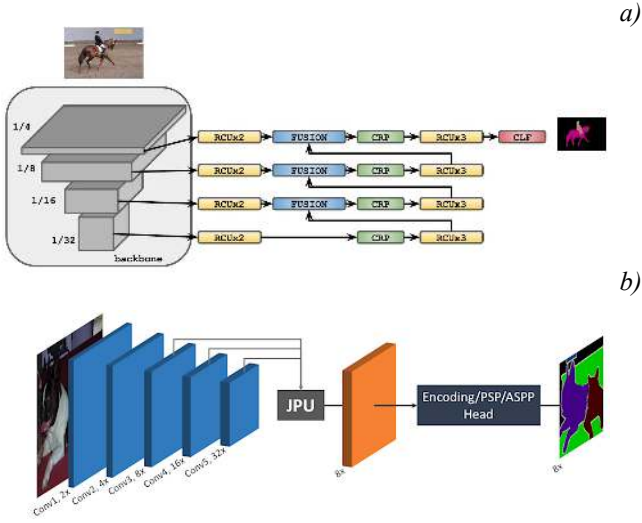 a)
1/4
RCUx2 FUSION CRP RCUx3 CLF
1/8
RCUx2 FUSION CRP RCUx3
1/16
RCUx2 FUSION CRP RCUx3
1/32
RCUx2 CRP RCUx3
backbone
b)
JPU
Encoding/PSP/ASPP
Head
Conv1, 2x
Conv2, 4x
Conv3, 8x
Conv4, 16x
Conv5, 32x
8x
8x